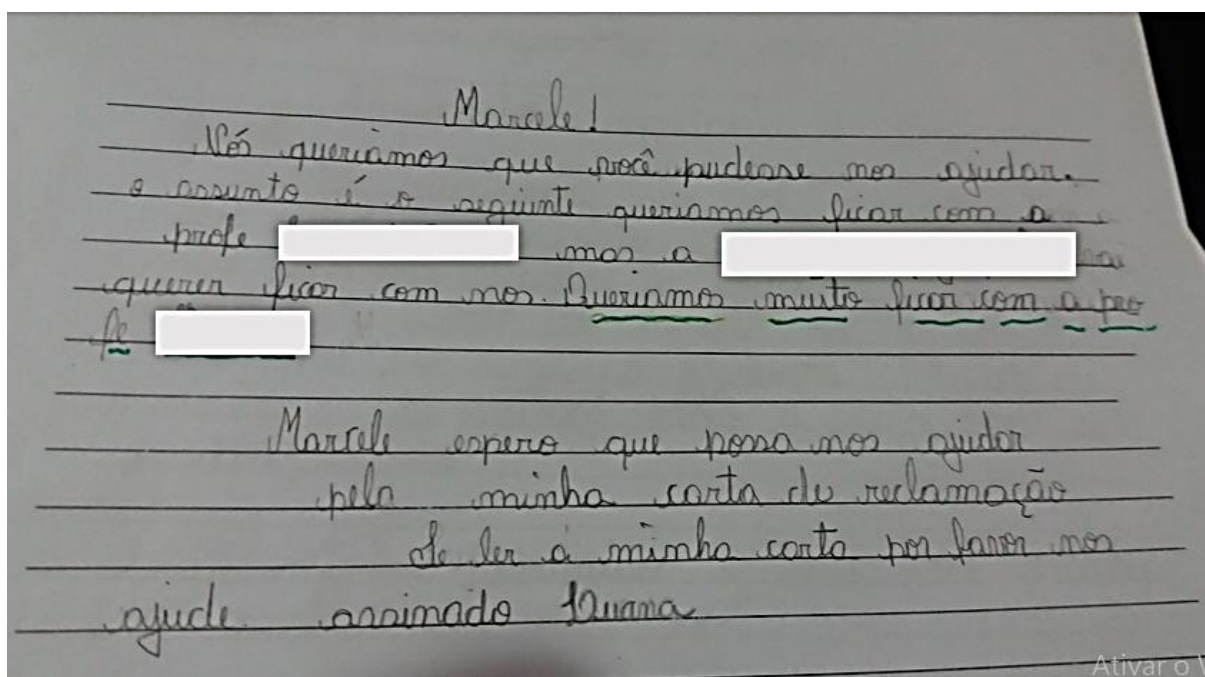 Marcele!
Nós queriamos que você pudesse nos ajudar.
o assunto é o seguinte queriamos ficar com a
profe mas a
querer ficar com nos. Queriamos muito ficar com a pro
fe
Marcele espero que possa nos ajudar
pela minha carta de reclamação
Se ler a minha carta por favor nos
ajude. assinado Luana
Ativar o